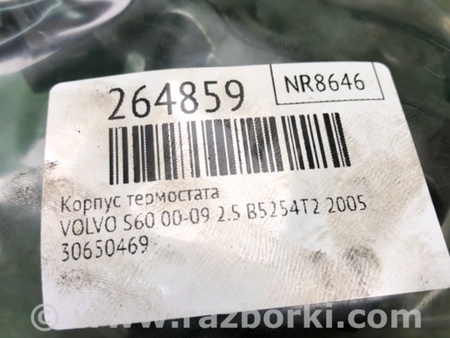 264859
NR8646
Корпус термостата
VOLVO S60 00-09 2.5 B5254T2 2005
30650469
www.razborki.com